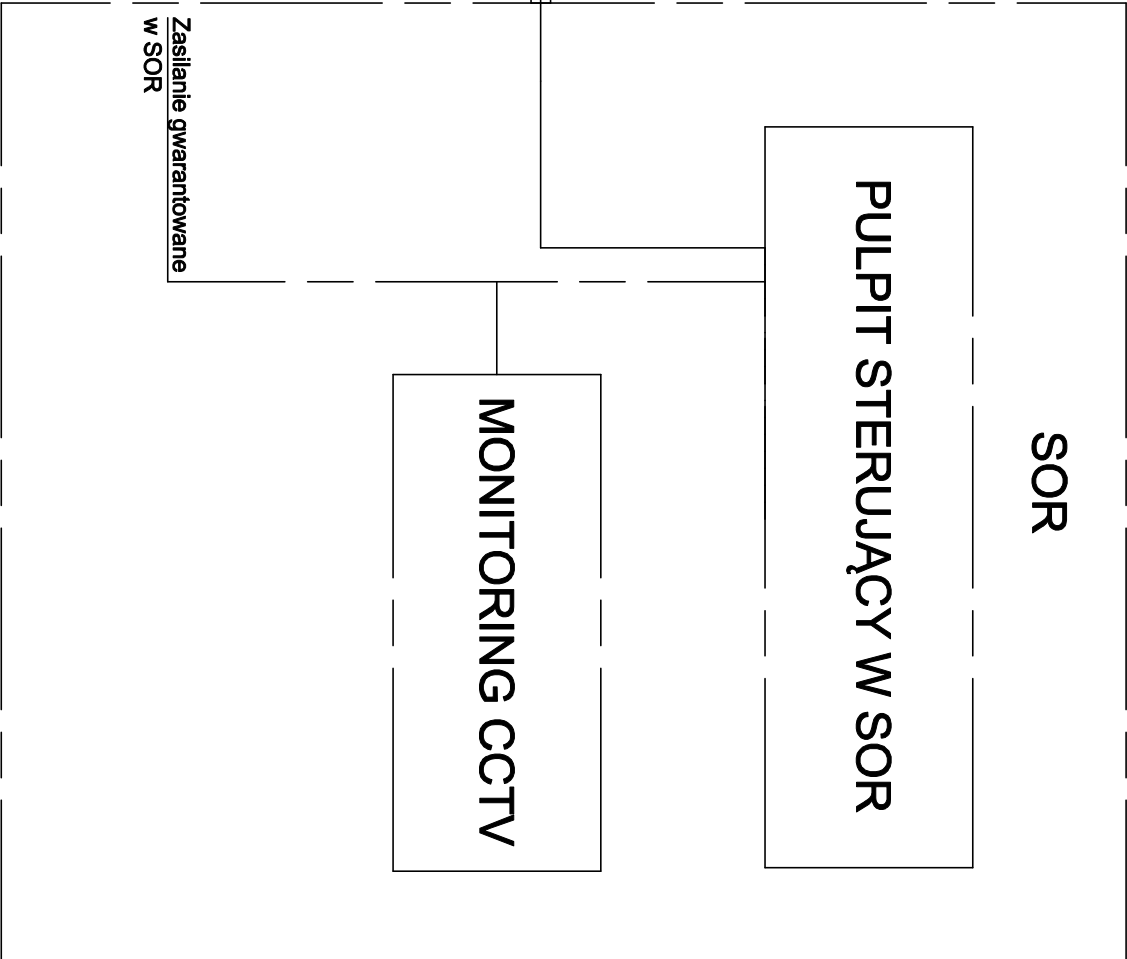 SOR
PULPIT STERUJĄCY W SOR
MONITORING CCTV
Zasilanie gwarantowane
w SOR